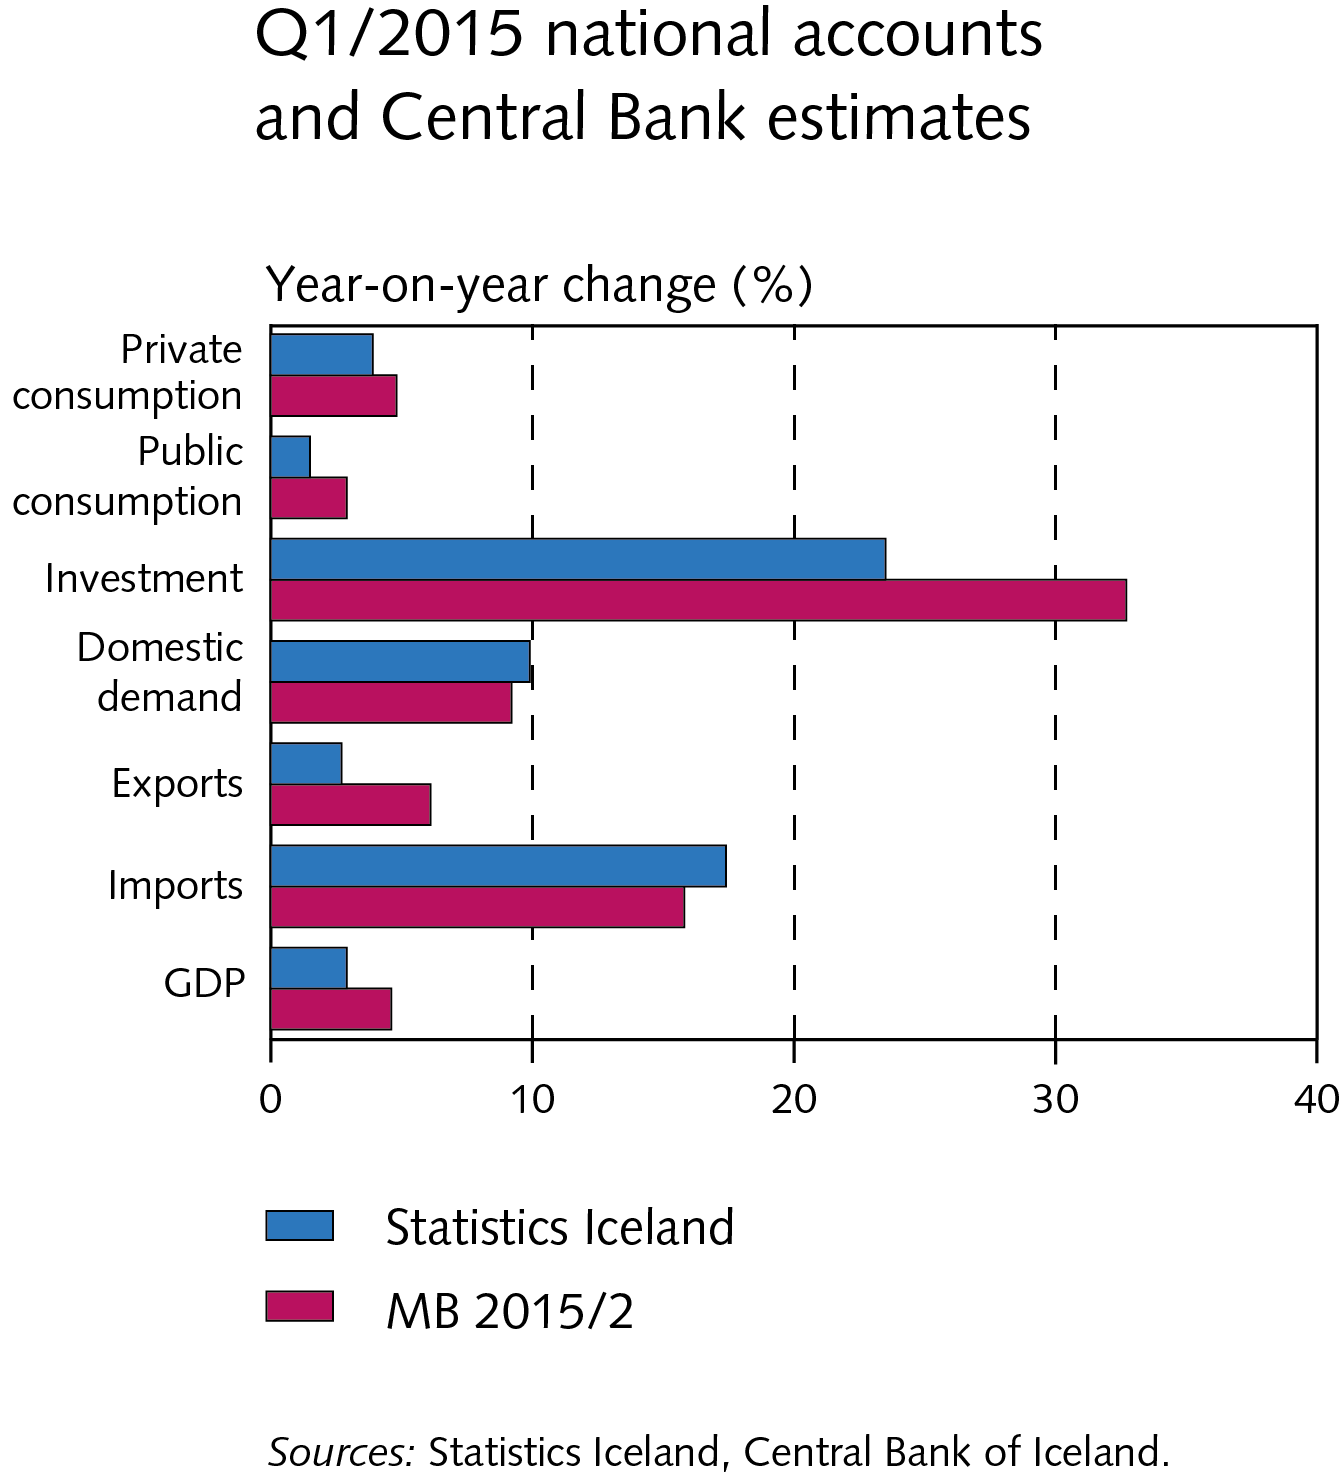 Q1/2015 national accounts
and Central Bank estimates
Year-on-year change (%)
Private
consumption
Public
consumption
Investment
Domestic
demand
Exports
Imports
GDP
0 10 20 30 40
Statistics Iceland
MB 2015/2
Sources: Statistics Iceland, Central Bank of Iceland.